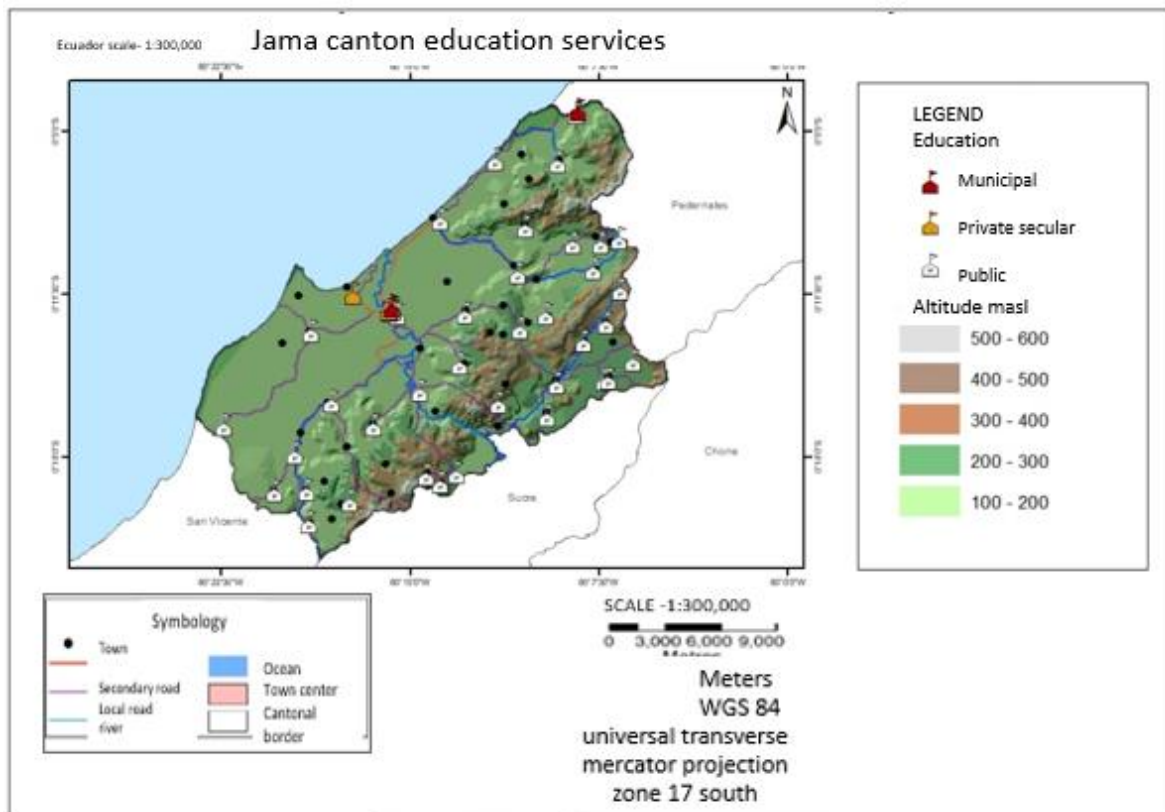 Ecuador scale- 1:300,000
Jama canton education services
N
Pedernales
Chone
Sucre
San Vicente
LEGEND
Education
Municipal
Private secular
Public
Altitude masl
500 - 600
400 - 500
300 - 400
200 - 300
100 - 200
Symbology
Town
Secondary road
Local road
river
Ocean
Town center
Cantonal
border
SCALE -1:300,000
0 3,000 6,000 9,000
Meters
WGS 84
universal transverse
mercator projection
zone 17 south